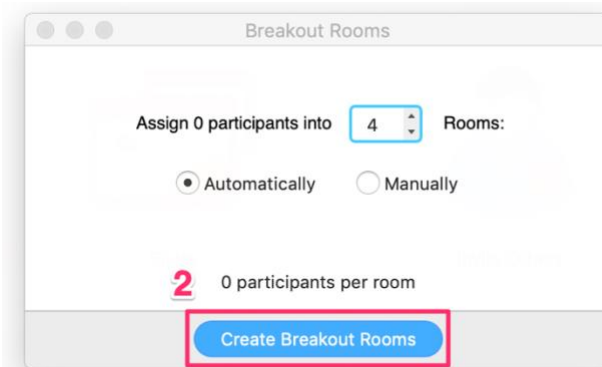 Breakout Rooms
Assign 0 participants into 4 Rooms:
Automatically Manually
2 0 participants per room
Create Breakout Rooms